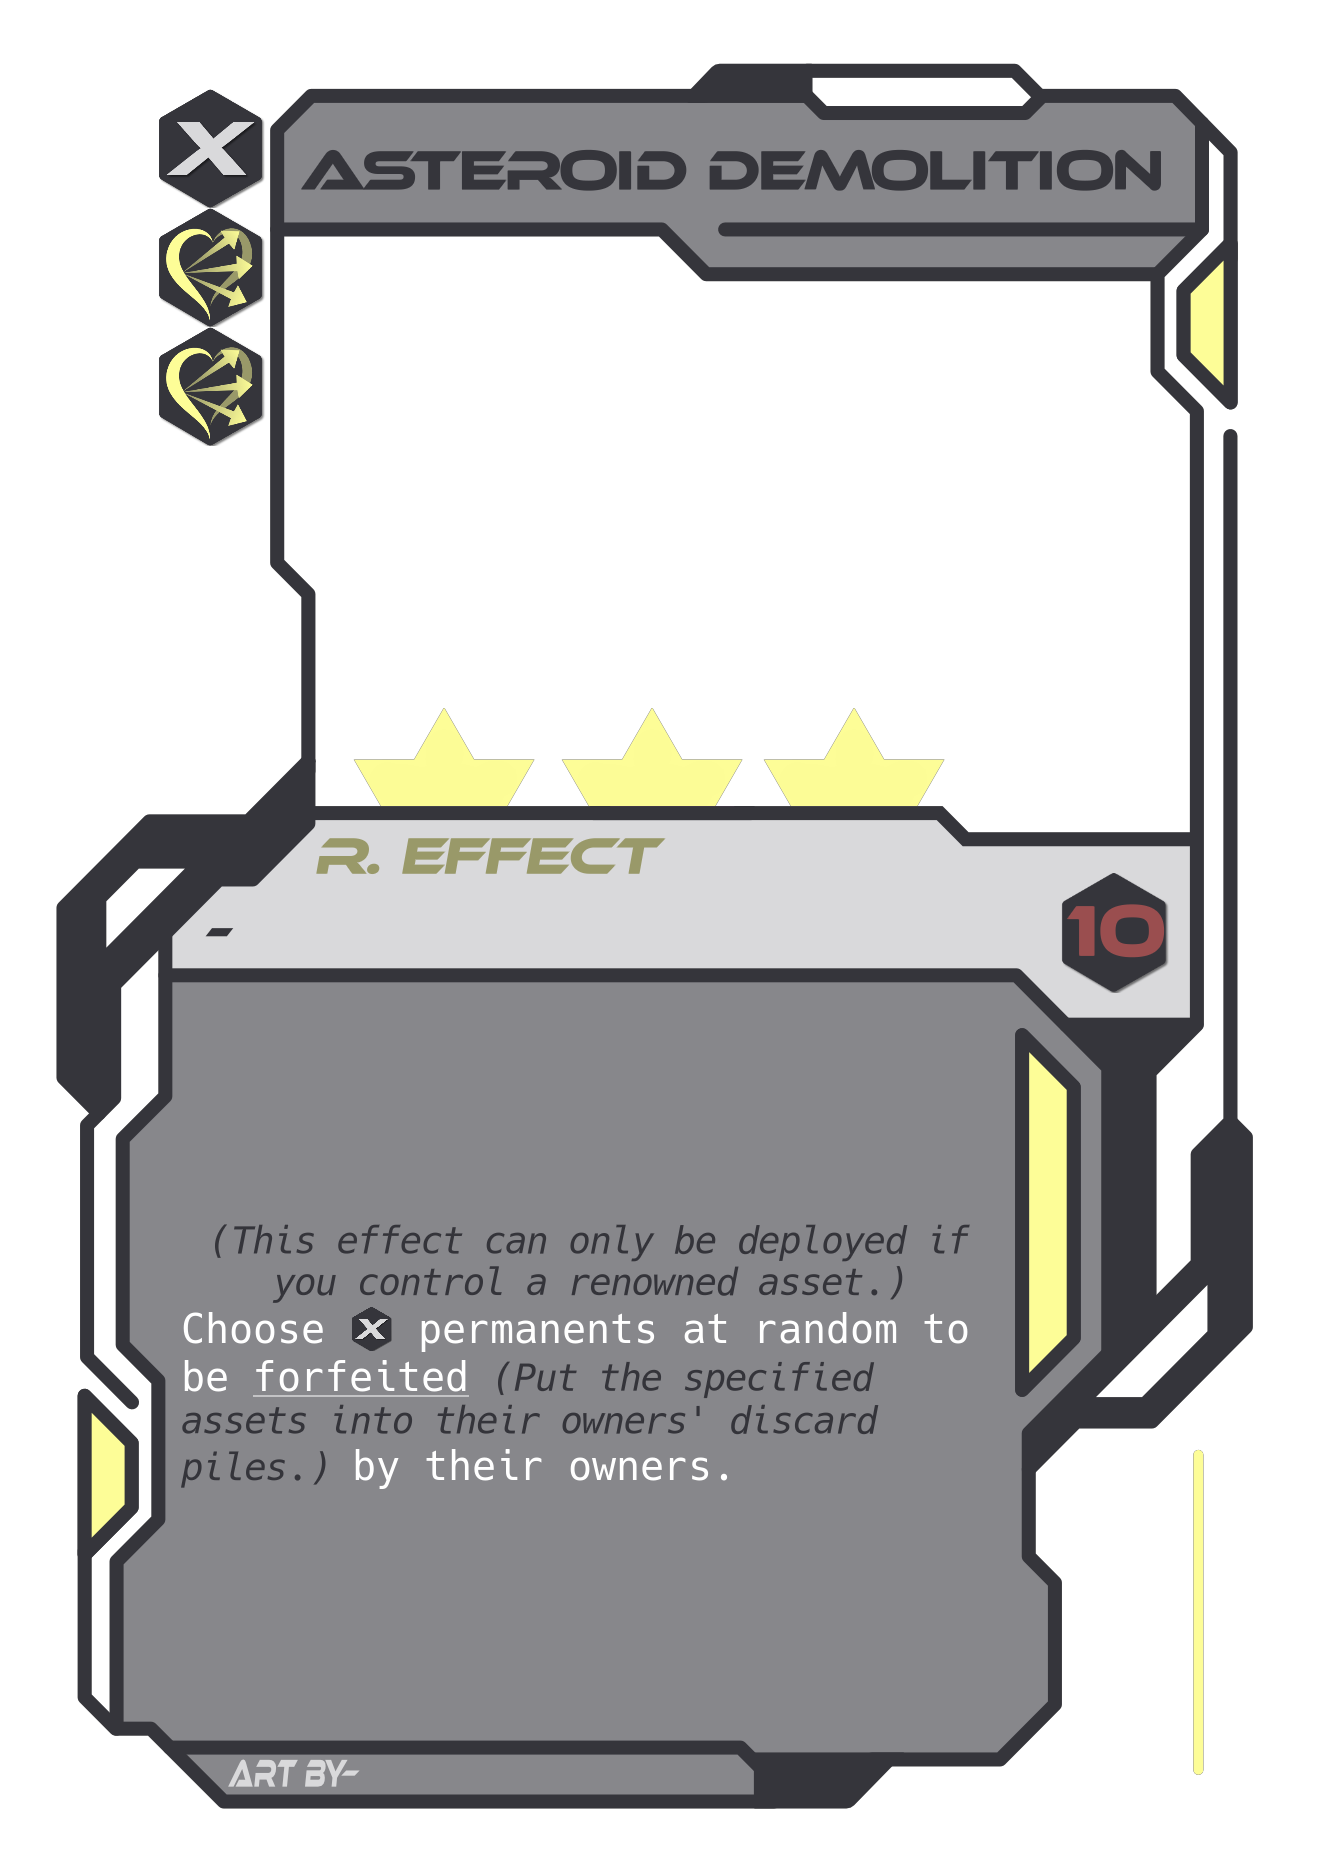 X
ASTEROID DEMOLITION
R. EFFECT
-
10
(This effect can only be deployed if
you control a renowned asset.)
Choose X permanents at random to
be forfeited (Put the specified
assets into their owners' discard
piles.) by their owners.
ART BY-